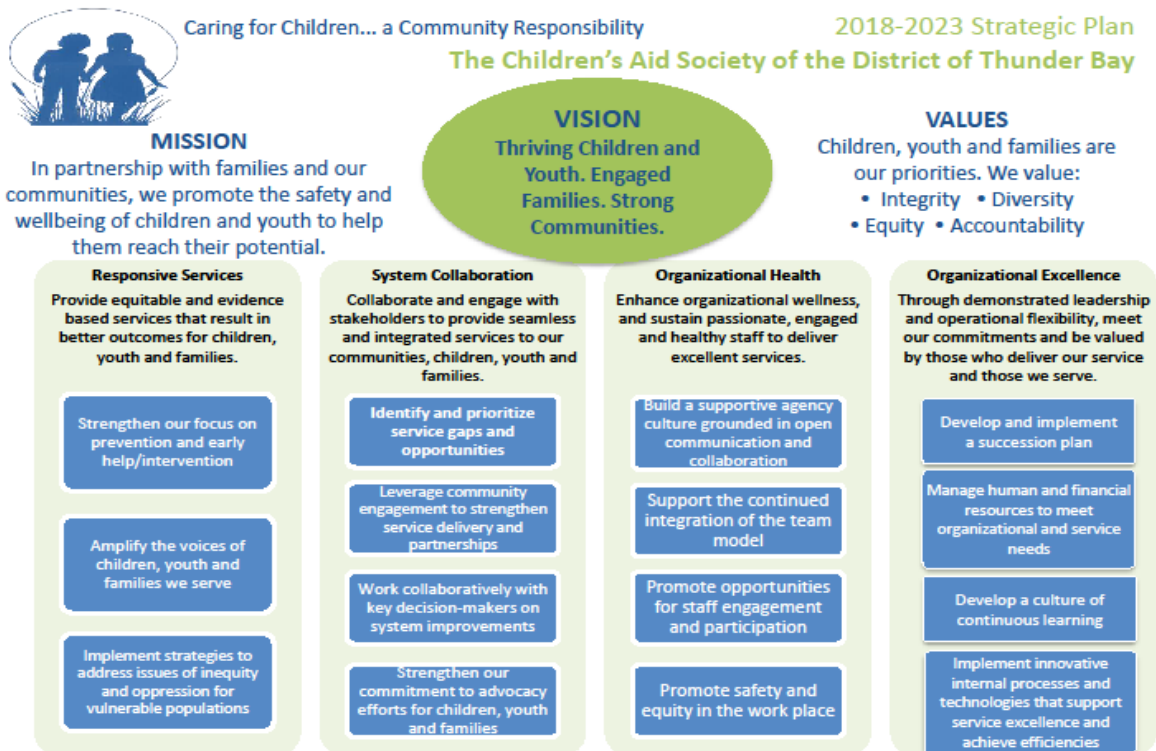 Caring for Children... a Community Responsibility
2018-2023 Strategic Plan
The Children's Aid Society of the District of Thunder Bay
MISSION
In partnership with families and our
communities, we promote the safety and
wellbeing of children and youth to help
them reach their potential.
VISION
Thriving Children and
Youth. Engaged
Families. Strong
Communities.
VALUES
Children, youth and families are
our priorities. We value:
• Integrity • Diversity
• Equity • Accountability
Responsive Services
Provide equitable and evidence
based services that result in
better outcomes for children,
youth and families.
Strengthen our focus on
prevention and early
help/intervention
Amplify the voices of
children, youth and
families we serve
Implement strategies to
address issues of inequity
and oppression for
vulnerable populations
System Collaboration
Collaborate and engage with
stakeholders to provide seamless
and integrated services to our
communities, children, youth and
families.
Identify and prioritize
service gaps and
opportunities
Leverage community
engagement to strengthen
service delivery and
partnerships
Work collaboratively with
key decision-makers on
system improvements
Strengthen our
commitment to advocacy
efforts for children, youth
and families
Organizational Health
Enhance organizational wellness,
and sustain passionate, engaged
and healthy staff to deliver
excellent services.
Build a supportive agency
culture grounded in open
communication and
collaboration
Support the continued
integration of the team
model
Promote opportunities
for staff engagement
and participation
Promote safety and
equity in the work place
Organizational Excellence
Through demonstrated leadership
and operational flexibility, meet
our commitments and be valued
by those who deliver our service
and those we serve.
Develop and implement
a succession plan
Manage human and financial
resources to meet
organizational and service
needs
Develop a culture of
continuous learning
Implement innovative
internal processes and
technologies that support
service excellence and
achieve efficiencies